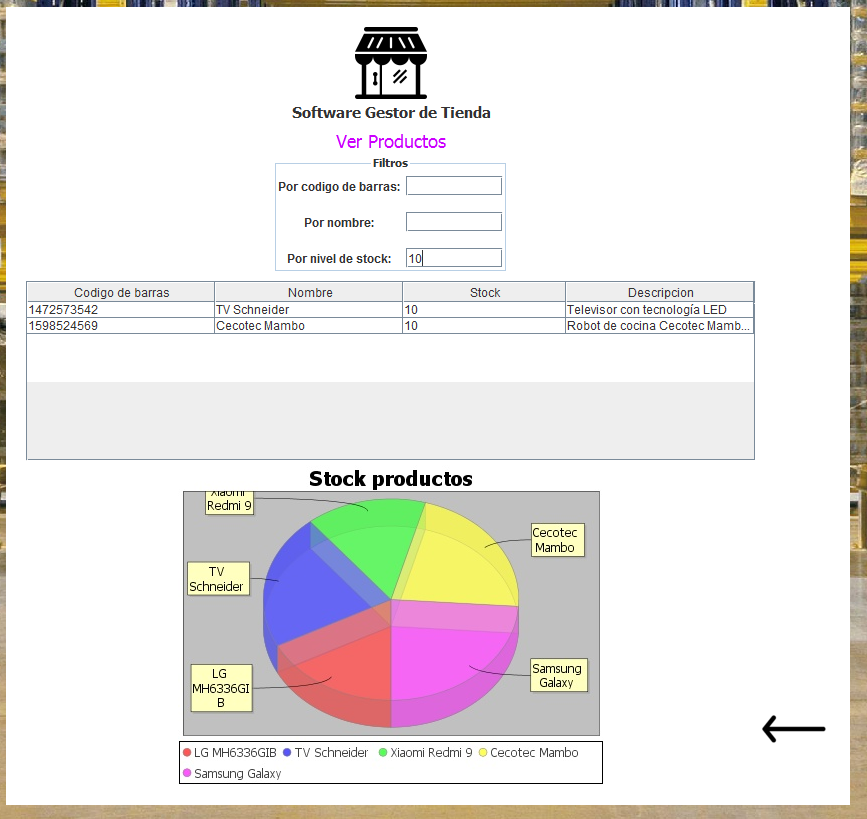 Software Gestor de Tienda
Ver Productos
Filtros
Por codigo de barras:
Por nombre:
Por nivel de stock: 10
Codigo de barras Nombre Stock Descripcion
1472573542 TV Schneider 10 Televisor con tecnología LED
1598524569 Cecotec Mambo 10 Robot de cocina Cecotec Mamb...
Stock productos
Xiaomi
Redmi 9
Cecotec
Mambo
TV
Schneider
LG
MH6336GI
B
Samsung
Galaxy
LG MH6336GIB TV Schneider Xiaomi Redmi 9 Cecotec Mambo
Samsung Galaxy